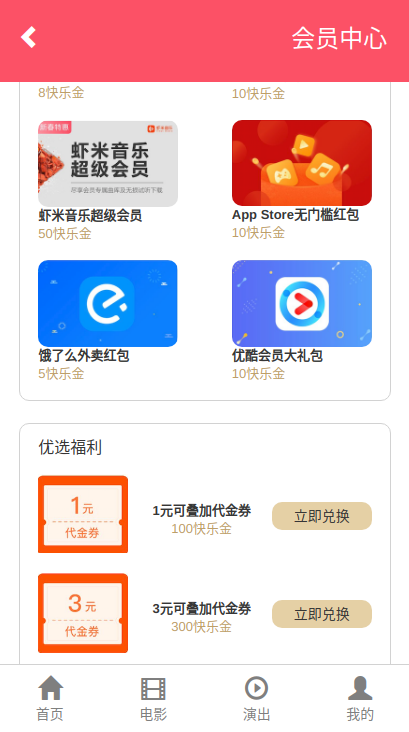 会员中心
8快乐金
10快乐金
新春特惠
虾米音乐
虾米音乐
超级会员
尽享会员专属曲库及无损试听下载
虾米音乐超级会员
50快乐金
App Store无门槛红包
10快乐金
饿了么外卖红包
5快乐金
优酷会员大礼包
10快乐金
优选福利
1元
代金券
1元可叠加代金券
100快乐金
立即兑换
3元
代金券
3元可叠加代金券
300快乐金
立即兑换
首页
电影
演出
我的